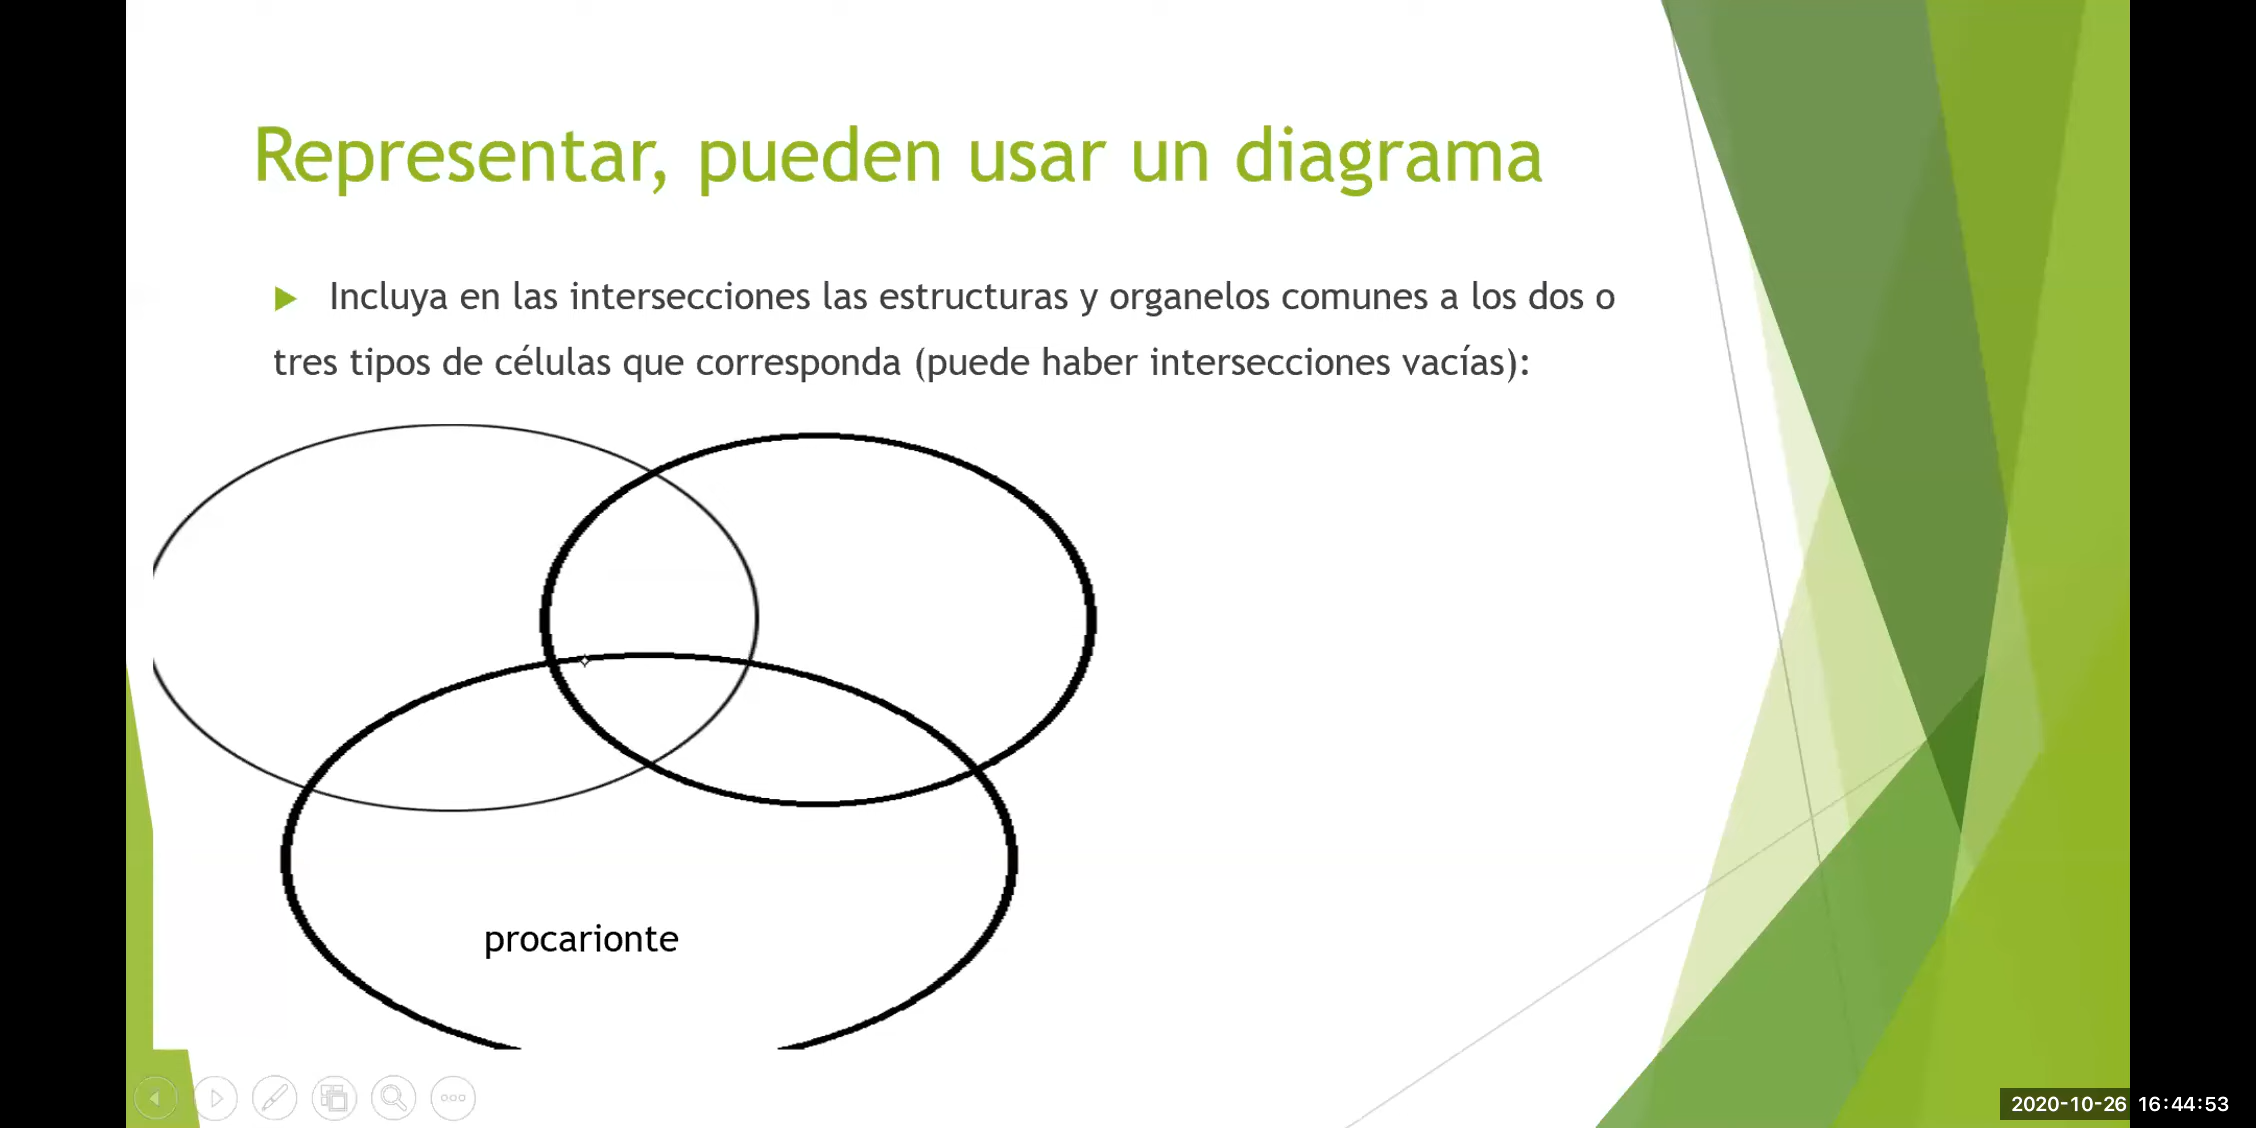 Representar, pueden usar un diagrama
Incluya en las intersecciones las estructuras y organelos comunes a los dos o
tres tipos de células que corresponda (puede haber intersecciones vacías):
procarionte
2020-10-26 16:44:53